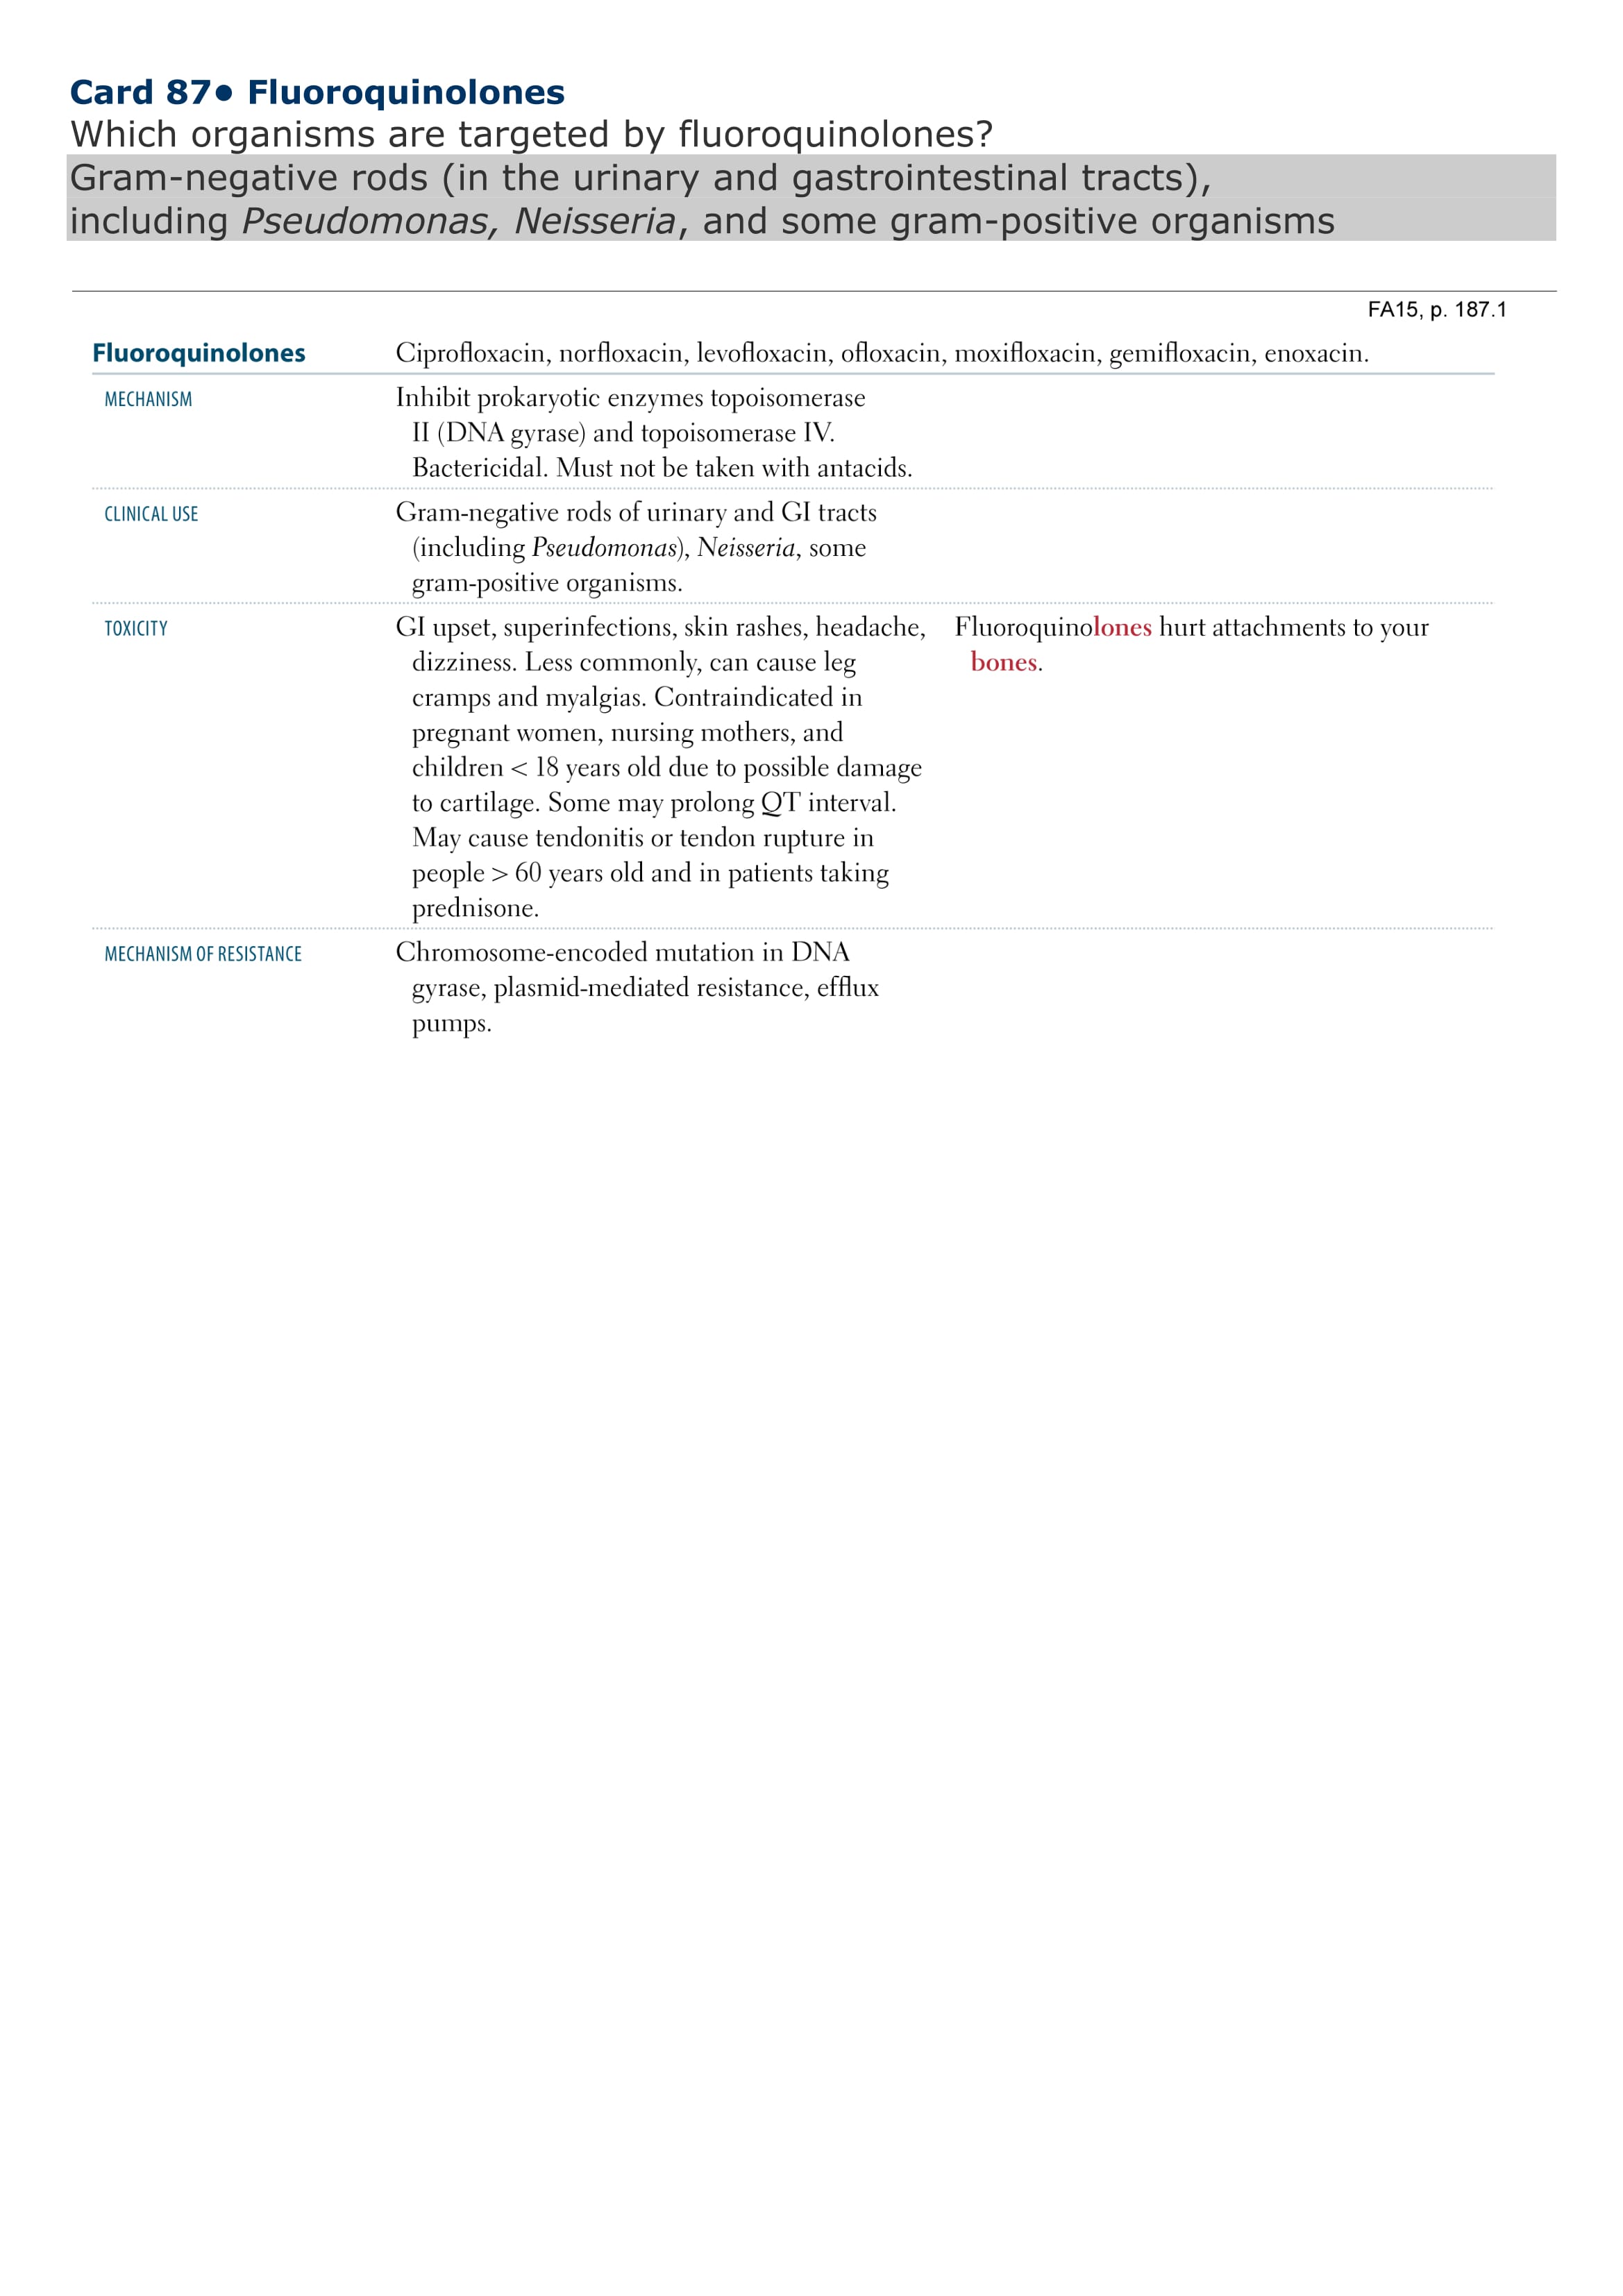 Card 87● Fluoroquinolones
Which organisms are targeted by fluoroquinolones?
Gram-negative rods (in the urinary and gastrointestinal tracts),
including Pseudomonas, Neisseria, and some gram-positive organisms
FA15, p. 187.1
Fluoroquinolones Ciprofloxacin, norfloxacin, levofloxacin, ofloxacin, moxifloxacin, gemifloxacin, enoxacin.
MECHANISM Inhibit prokaryotic enzymes topoisomerase
II (DNA gyrase) and topoisomerase IV.
Bactericidal. Must not be taken with antacids.
CLINICAL USE Gram-negative rods of urinary and GI tracts
(including Pseudomonas), Neisseria, some
gram-positive organisms.
TOXICITY GI upset, superinfections, skin rashes, headache,
dizziness. Less commonly, can cause leg
cramps and myalgias. Contraindicated in
pregnant women, nursing mothers, and
children < 18 years old due to possible damage
to cartilage. Some may prolong QT interval.
May cause tendonitis or tendon rupture in
people > 60 years old and in patients taking
prednisone.
Fluoroquinolones hurt attachments to your
bones.
MECHANISM OF RESISTANCE Chromosome-encoded mutation in DNA
gyrase, plasmid-mediated resistance, efflux
pumps.